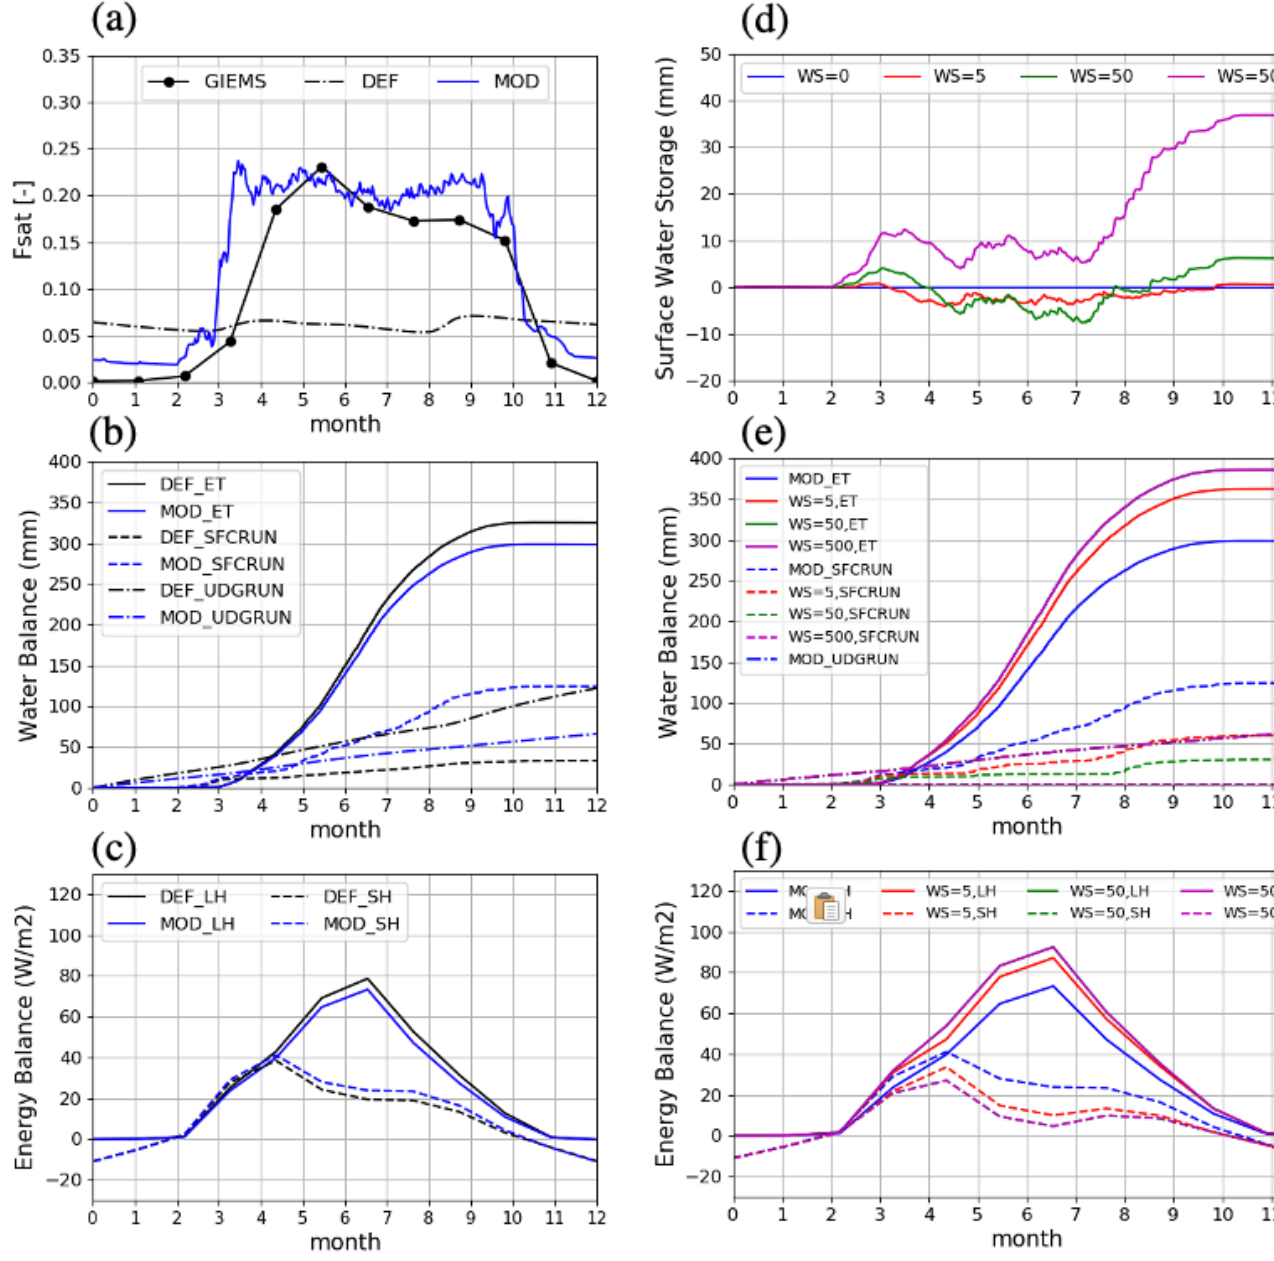 (a)
0.35
0.30
0.25
0.20
0.15
0.10
0.05
0.00
Fsat [-]
GIEMS DEF MOD
0 1 2 3 4 5 6 7 8 9 10 11 12
month
(b)
400
350
300
250
200
150
100
50
0
Water Balance (mm)
DEF_ET
MOD_ET
DEF_SFCRUN
MOD_SFCRUN
DEF_UDGRUN
MOD_UDGRUN
0 1 2 3 4 5 6 7 8 9 10 11 12
month
(c)
120
100
80
60
40
20
0
−20
Energy Balance (W/m2)
DEF_LH DEF_SH
MOD_LH MOD_SH
0 1 2 3 4 5 6 7 8 9 10 11 12
month
(d)
50
40
30
20
10
0
−10
−20
Surface Water Storage (mm)
WS=0 WS=5 WS=50 WS=50
0 1 2 3 4 5 6 7 8 9 10 11
(e)
400
350
300
250
200
150
100
50
0
Water Balance (mm)
MOD_ET
WS=5,ET
WS=50,ET
WS=500,ET
MOD_SFCRUN
WS=5,SFCRUN
WS=50,SFCRUN
WS=500,SFCRUN
MOD_UDGRUN
0 1 2 3 4 5 6 7 8 9 10 11
month
(f)
120
100
80
60
40
20
0
−20
Energy Balance (W/m2)
WS=5,LH WS=50,LH WS=50
WS=5,SH WS=50,SH WS=50
0 1 2 3 4 5 6 7 8 9 10 11
month